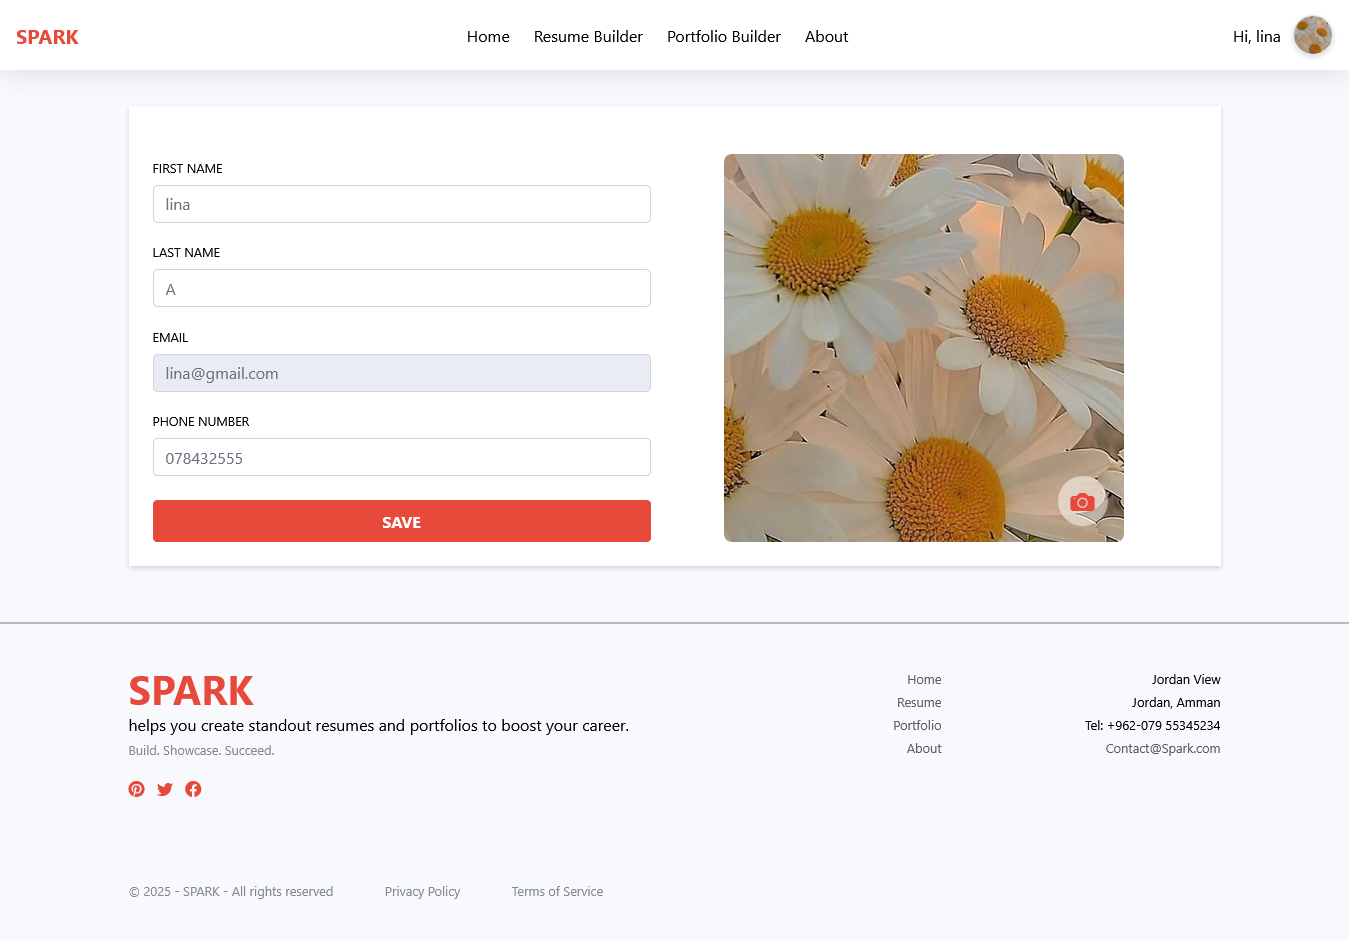 SPARK
Home Resume Builder Portfolio Builder About
Hi, lina
FIRST NAME
lina
LAST NAME
A
EMAIL
lina@gmail.com
PHONE NUMBER
078432555
SAVE
SPARK
helps you create standout resumes and portfolios to boost your career.
Build. Showcase. Succeed.
Home
Resume
Portfolio
About
Jordan View
Jordan, Amman
Tel: +962-079 55345234
Contact@Spark.com
© 2025 - SPARK - All rights reserved Privacy Policy Terms of Service